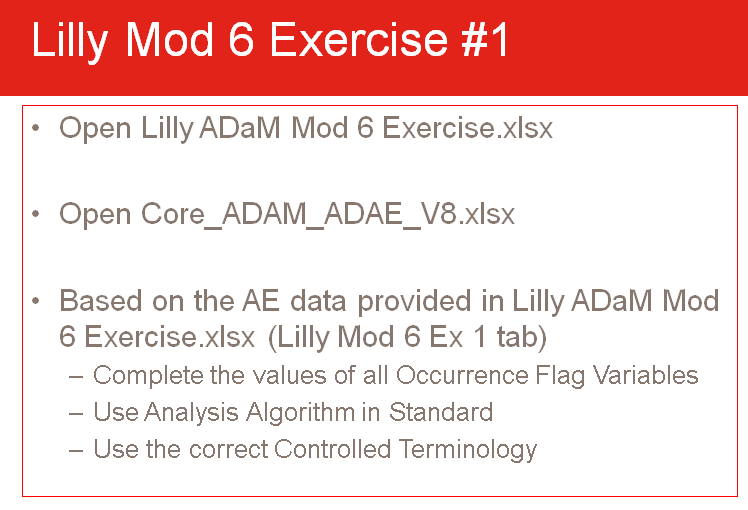 Lilly Mod 6 Exercise #1
• Open Lilly ADaM Mod 6 Exercise.xlsx
• Open Core_ADAM_ADAE_V8.xlsx
• Based on the AE data provided in Lilly ADaM Mod
6 Exercise.xlsx (Lilly Mod 6 Ex 1 tab)
– Complete the values of all Occurrence Flag Variables
– Use Analysis Algorithm in Standard
– Use the correct Controlled Terminology